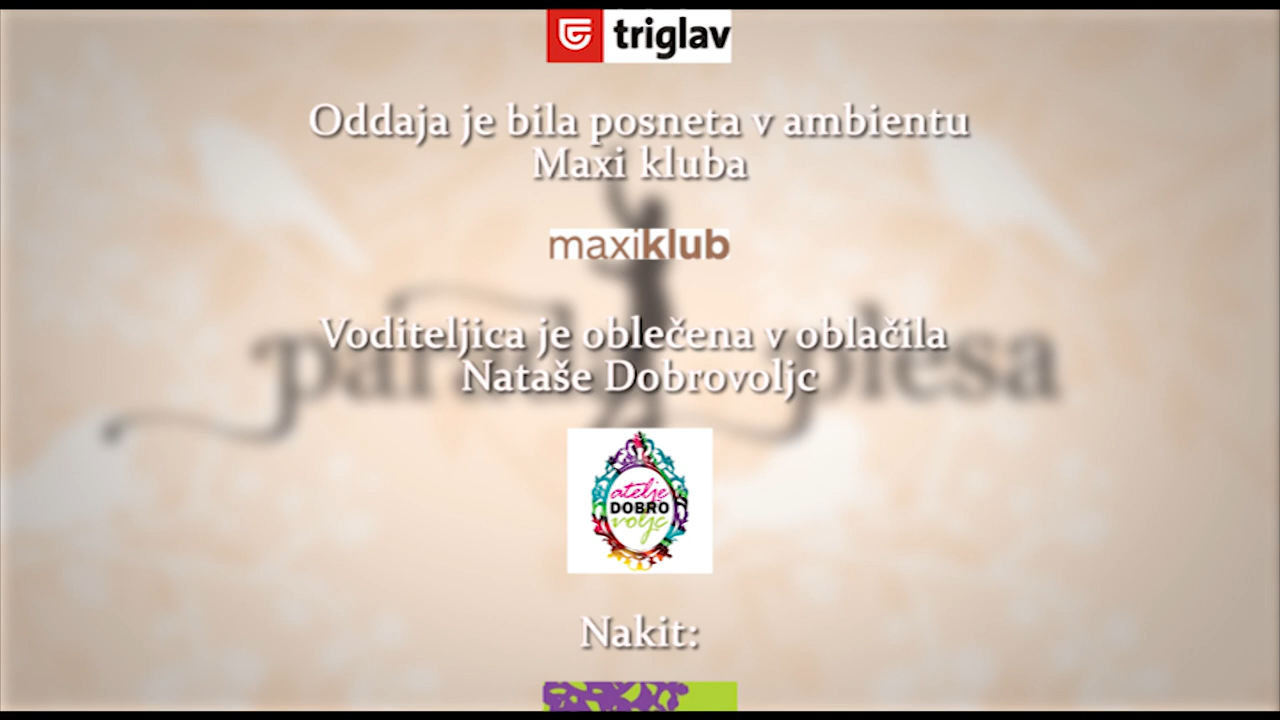 triglav
Oddaja je bila posneta v ambientu
Maxi kluba
maxiklub
Voditeljica je oblečena v oblačila
Nataše Dobrovoljc
atelje
DOBRO
voljc
Nakit: